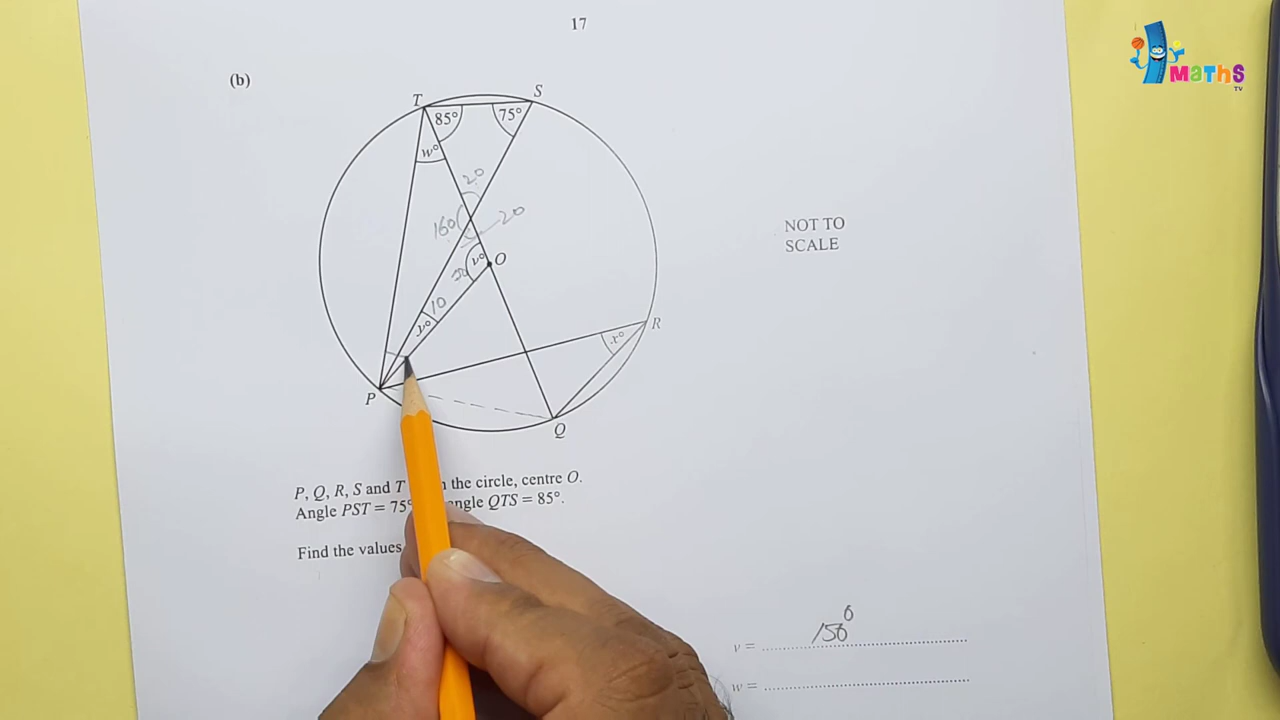 17
MATHS
TV
(b)
T
S
85°
75°
w°
20
160
20
v°
O
10
y°
R
x°
P
Q
NOT TO
SCALE
P, Q, R, S and T the circle, centre O.
Angle PST = 75° angle QTS = 85°.
Find the values
v = 150°
w =